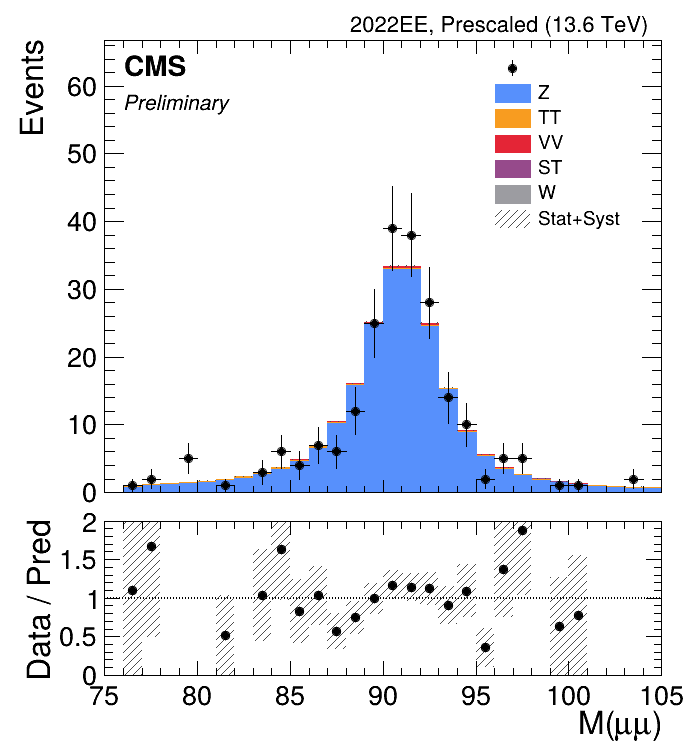 2022EE, Prescaled (13.6 TeV)
CMS
Preliminary
Events
60
50
40
30
20
10
0
Z
TT
VV
ST
W
Stat+Syst
Data / Pred
2
1.5
1
0.5
0
75 80 85 90 95 100 105
M(μμ)